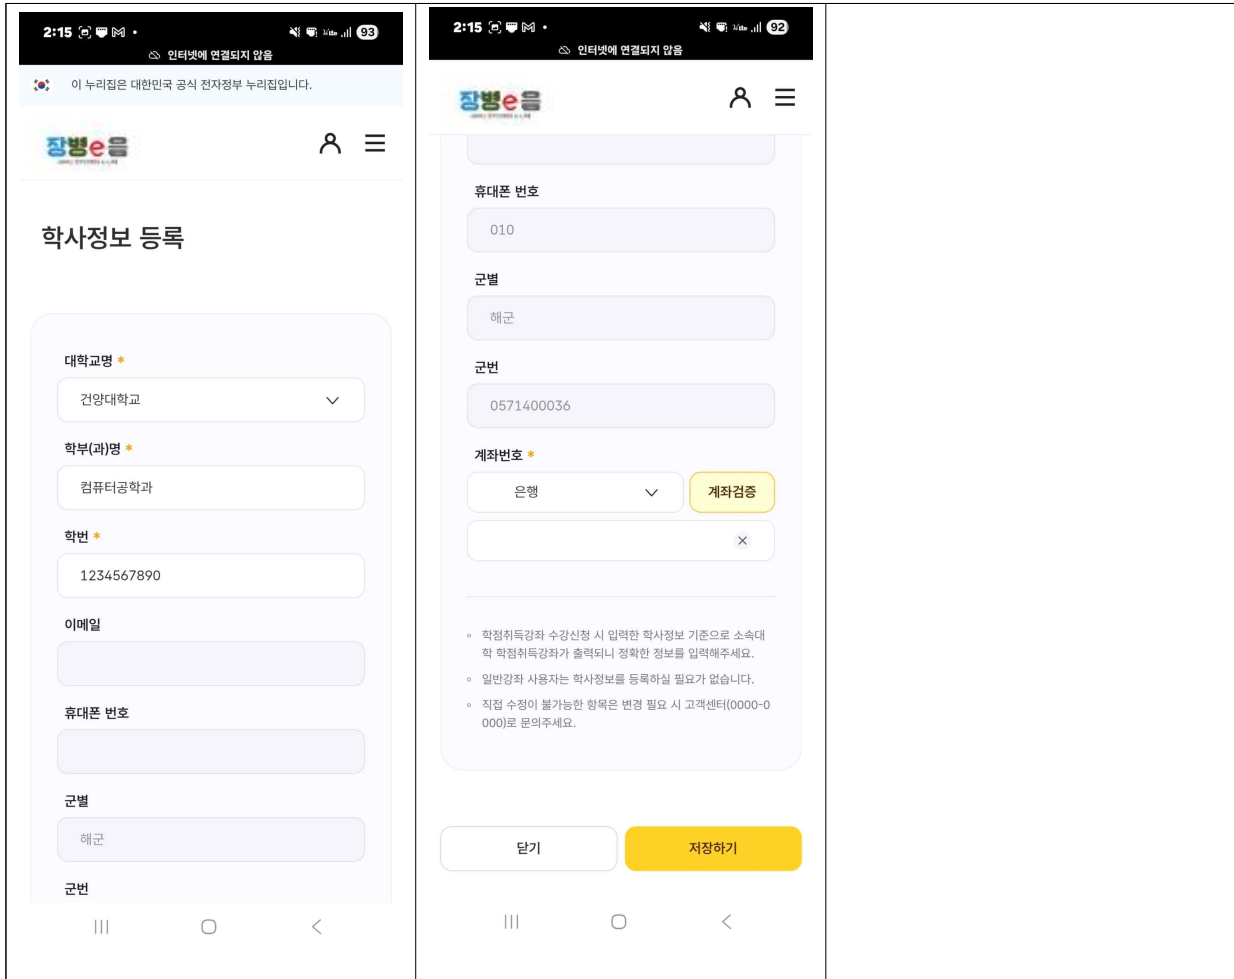 2:15
93
인터넷에 연결되지 않음
이 누리집은 대한민국 공식 전자정부 누리집입니다.
장병e음
학사정보 등록
대학교명 *
건양대학교
학부(과)명 *
컴퓨터공학과
학번 *
1234567890
이메일
휴대폰 번호
군별
해군
군번
2:15
92
인터넷에 연결되지 않음
장병e음
휴대폰 번호
010
군별
해군
군번
0571400036
계좌번호 *
은행
계좌검증
학점취득강좌 수강신청 시 입력한 학사정보 기준으로 소속대
학 학점취득강좌가 출력되니 정확한 정보를 입력해주세요.
일반강좌 사용자는 학사정보를 등록하실 필요가 없습니다.
직접 수정이 불가능한 항목은 변경 필요 시 고객센터(0000-0
000)로 문의주세요.
닫기
저장하기